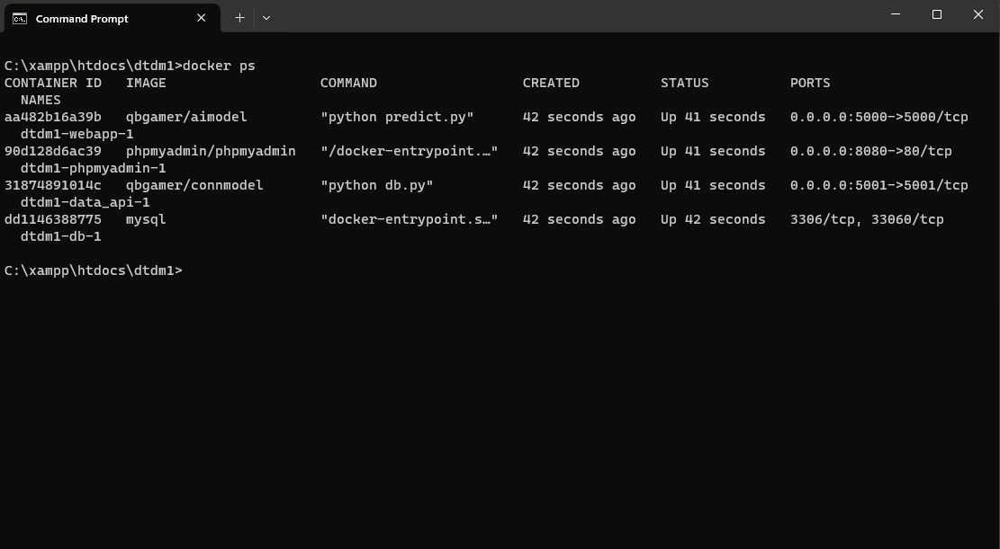 Command Prompt
C:\xampp\htdocs\dtdm1>docker ps
CONTAINER ID   IMAGE                   COMMAND                  CREATED          STATUS          PORTS
  NAMES
aa482b16a39b   qbgamer/aimodel         "python predict.py"      42 seconds ago   Up 41 seconds   0.0.0.0:5000->5000/tcp
  dtdm1-webapp-1
90d128d6ac39   phpmyadmin/phpmyadmin   "/docker-entrypoint.…"   42 seconds ago   Up 41 seconds   0.0.0.0:8080->80/tcp
  dtdm1-phpmyadmin-1
31874891014c   qbgamer/connmodel       "python db.py"           42 seconds ago   Up 41 seconds   0.0.0.0:5001->5001/tcp
  dtdm1-data_api-1
dd1146388775   mysql                   "docker-entrypoint.s…"   42 seconds ago   Up 42 seconds   3306/tcp, 33060/tcp
  dtdm1-db-1
C:\xampp\htdocs\dtdm1>